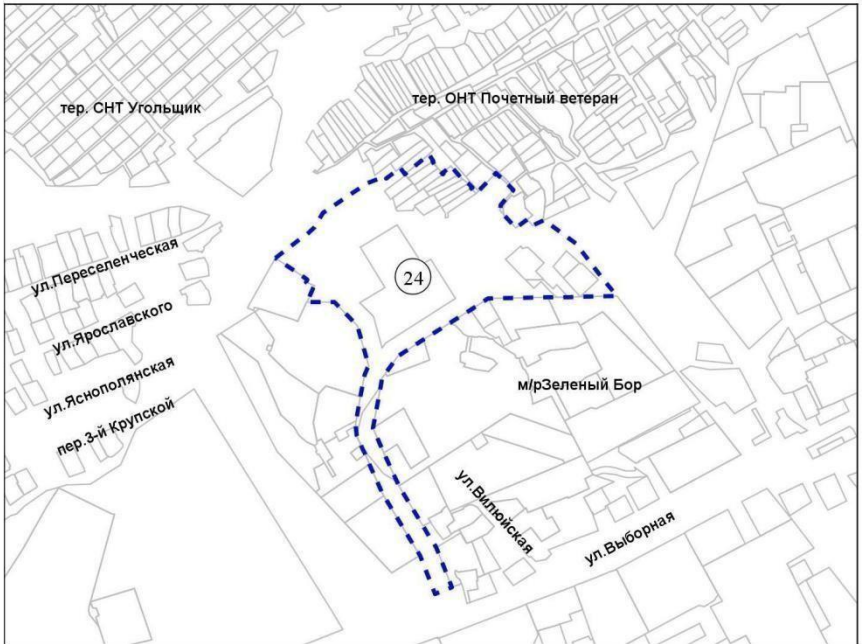 тер. СНТ Угольщик
тер. ОНТ Почетный ветеран
ул.Переселенческая
24
ул.Ярославского
ул.Яснополянская
м/рЗеленый Бор
пер.3-й Крупской
ул.Вилюйская
ул.Выборная